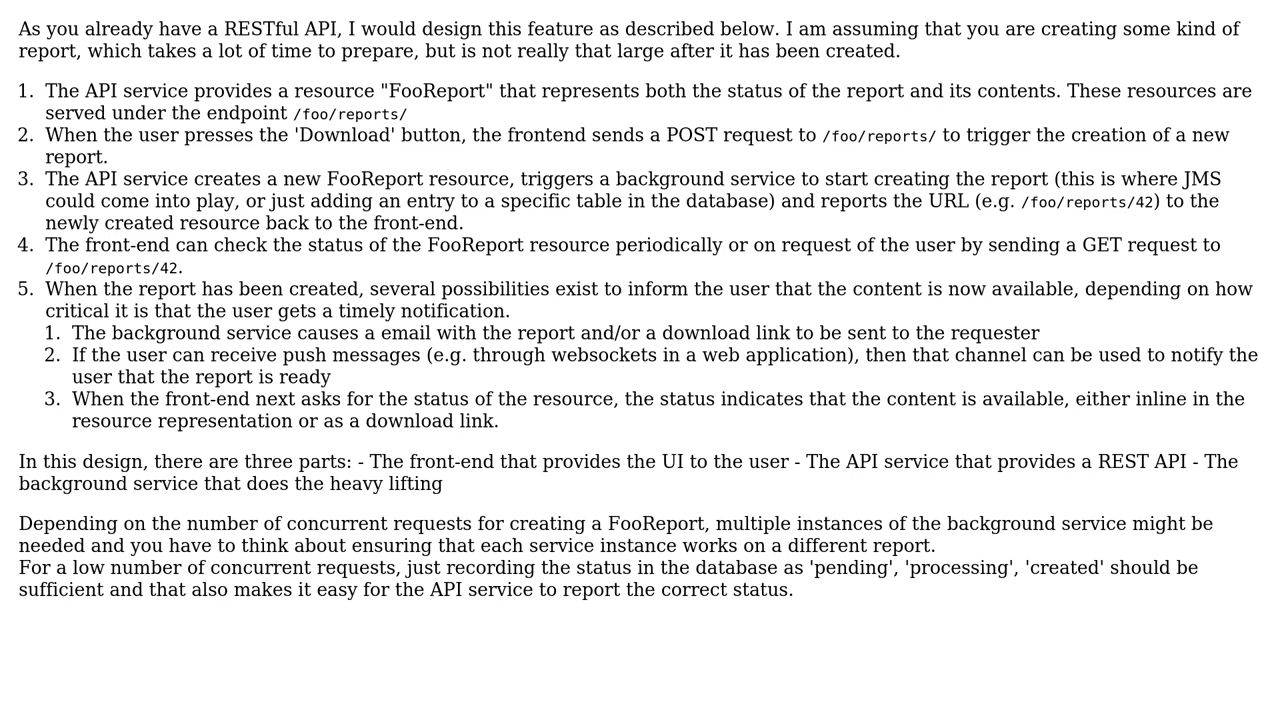 As you already have a RESTful API, I would design this feature as described below. I am assuming that you are creating some kind of
report, which takes a lot of time to prepare, but is not really that large after it has been created.
1. The API service provides a resource "FooReport" that represents both the status of the report and its contents. These resources are
served under the endpoint /foo/reports/
2. When the user presses the 'Download' button, the frontend sends a POST request to /foo/reports/ to trigger the creation of a new
report.
3. The API service creates a new FooReport resource, triggers a background service to start creating the report (this is where JMS
could come into play, or just adding an entry to a specific table in the database) and reports the URL (e.g. /foo/reports/42) to the
newly created resource back to the front-end.
4. The front-end can check the status of the FooReport resource periodically or on request of the user by sending a GET request to
/foo/reports/42.
5. When the report has been created, several possibilities exist to inform the user that the content is now available, depending on how
critical it is that the user gets a timely notification.
1. The background service causes a email with the report and/or a download link to be sent to the requester
2. If the user can receive push messages (e.g. through websockets in a web application), then that channel can be used to notify the
user that the report is ready
3. When the front-end next asks for the status of the resource, the status indicates that the content is available, either inline in the
resource representation or as a download link.
In this design, there are three parts: - The front-end that provides the UI to the user - The API service that provides a REST API - The
background service that does the heavy lifting
Depending on the number of concurrent requests for creating a FooReport, multiple instances of the background service might be
needed and you have to think about ensuring that each service instance works on a different report.
For a low number of concurrent requests, just recording the status in the database as 'pending', 'processing', 'created' should be
sufficient and that also makes it easy for the API service to report the correct status.